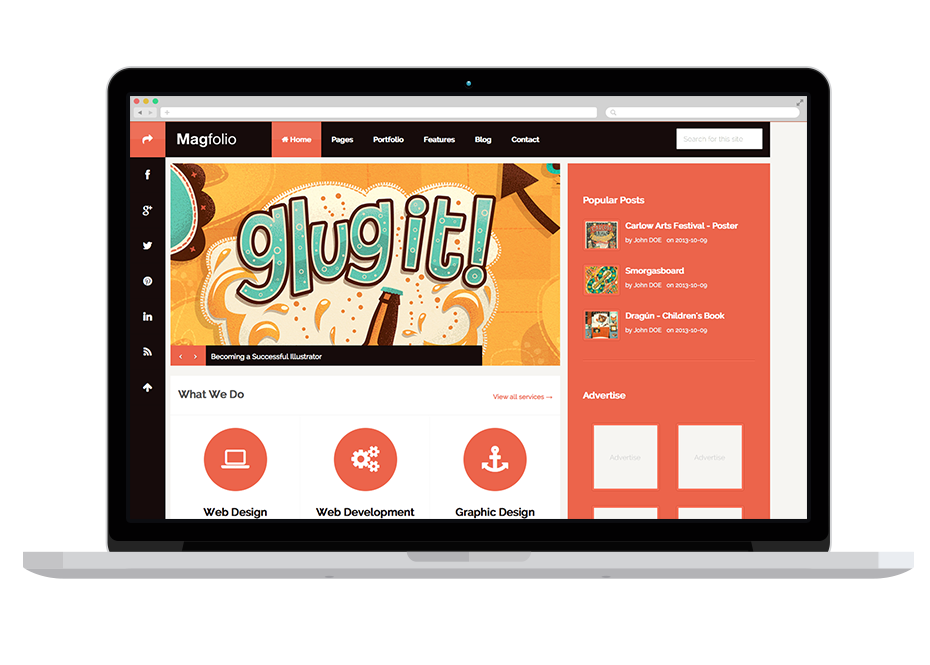 Magfolio
Home Pages Portfolio Features Blog Contact
Search for this site
glug it!
Becoming a Successful Illustrator
Popular Posts
Carlow Arts Festival - Poster
by John DOE on 2013-10-09
Smorgasboard
by John DOE on 2013-10-09
Dragún - Children's Book
by John DOE on 2013-10-09
What We Do
View all services →
Web Design
Web Development
Graphic Design
Advertise
Advertise Advertise